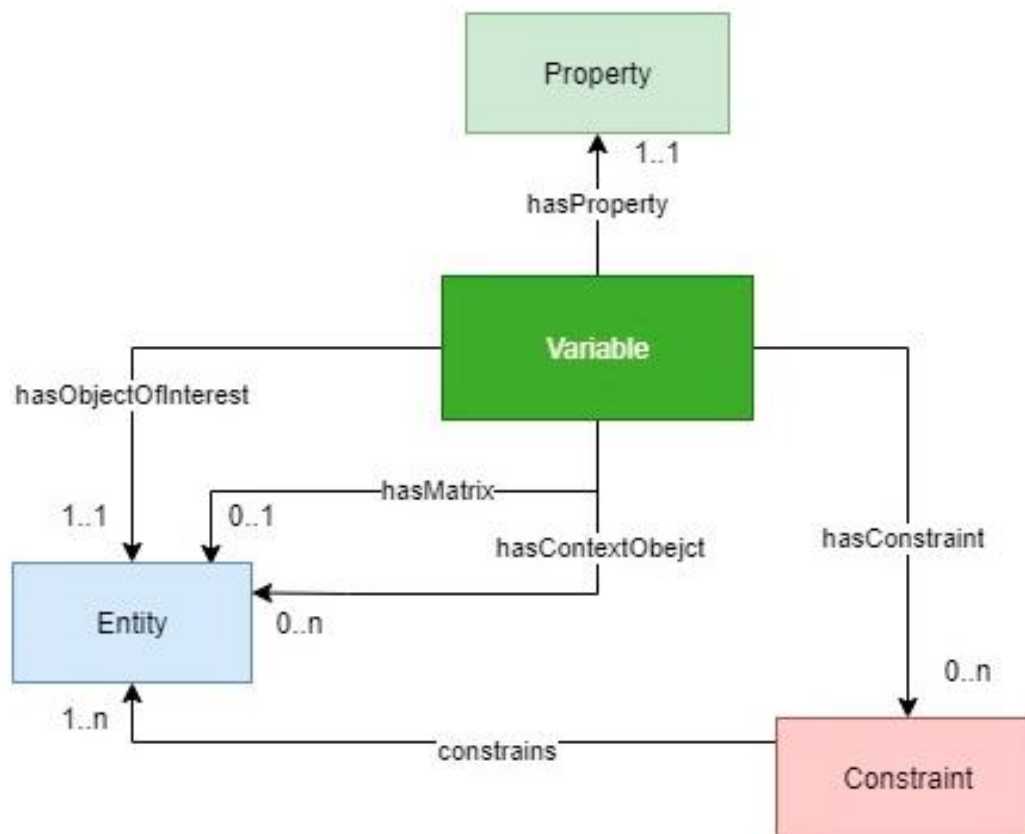 Property
1..1
hasProperty
Variable
hasObjectOfInterest
hasMatrix
1..1
0..1
hasContextObejct
hasConstraint
Entity
0..n
0..n
1..n
constrains
Constraint